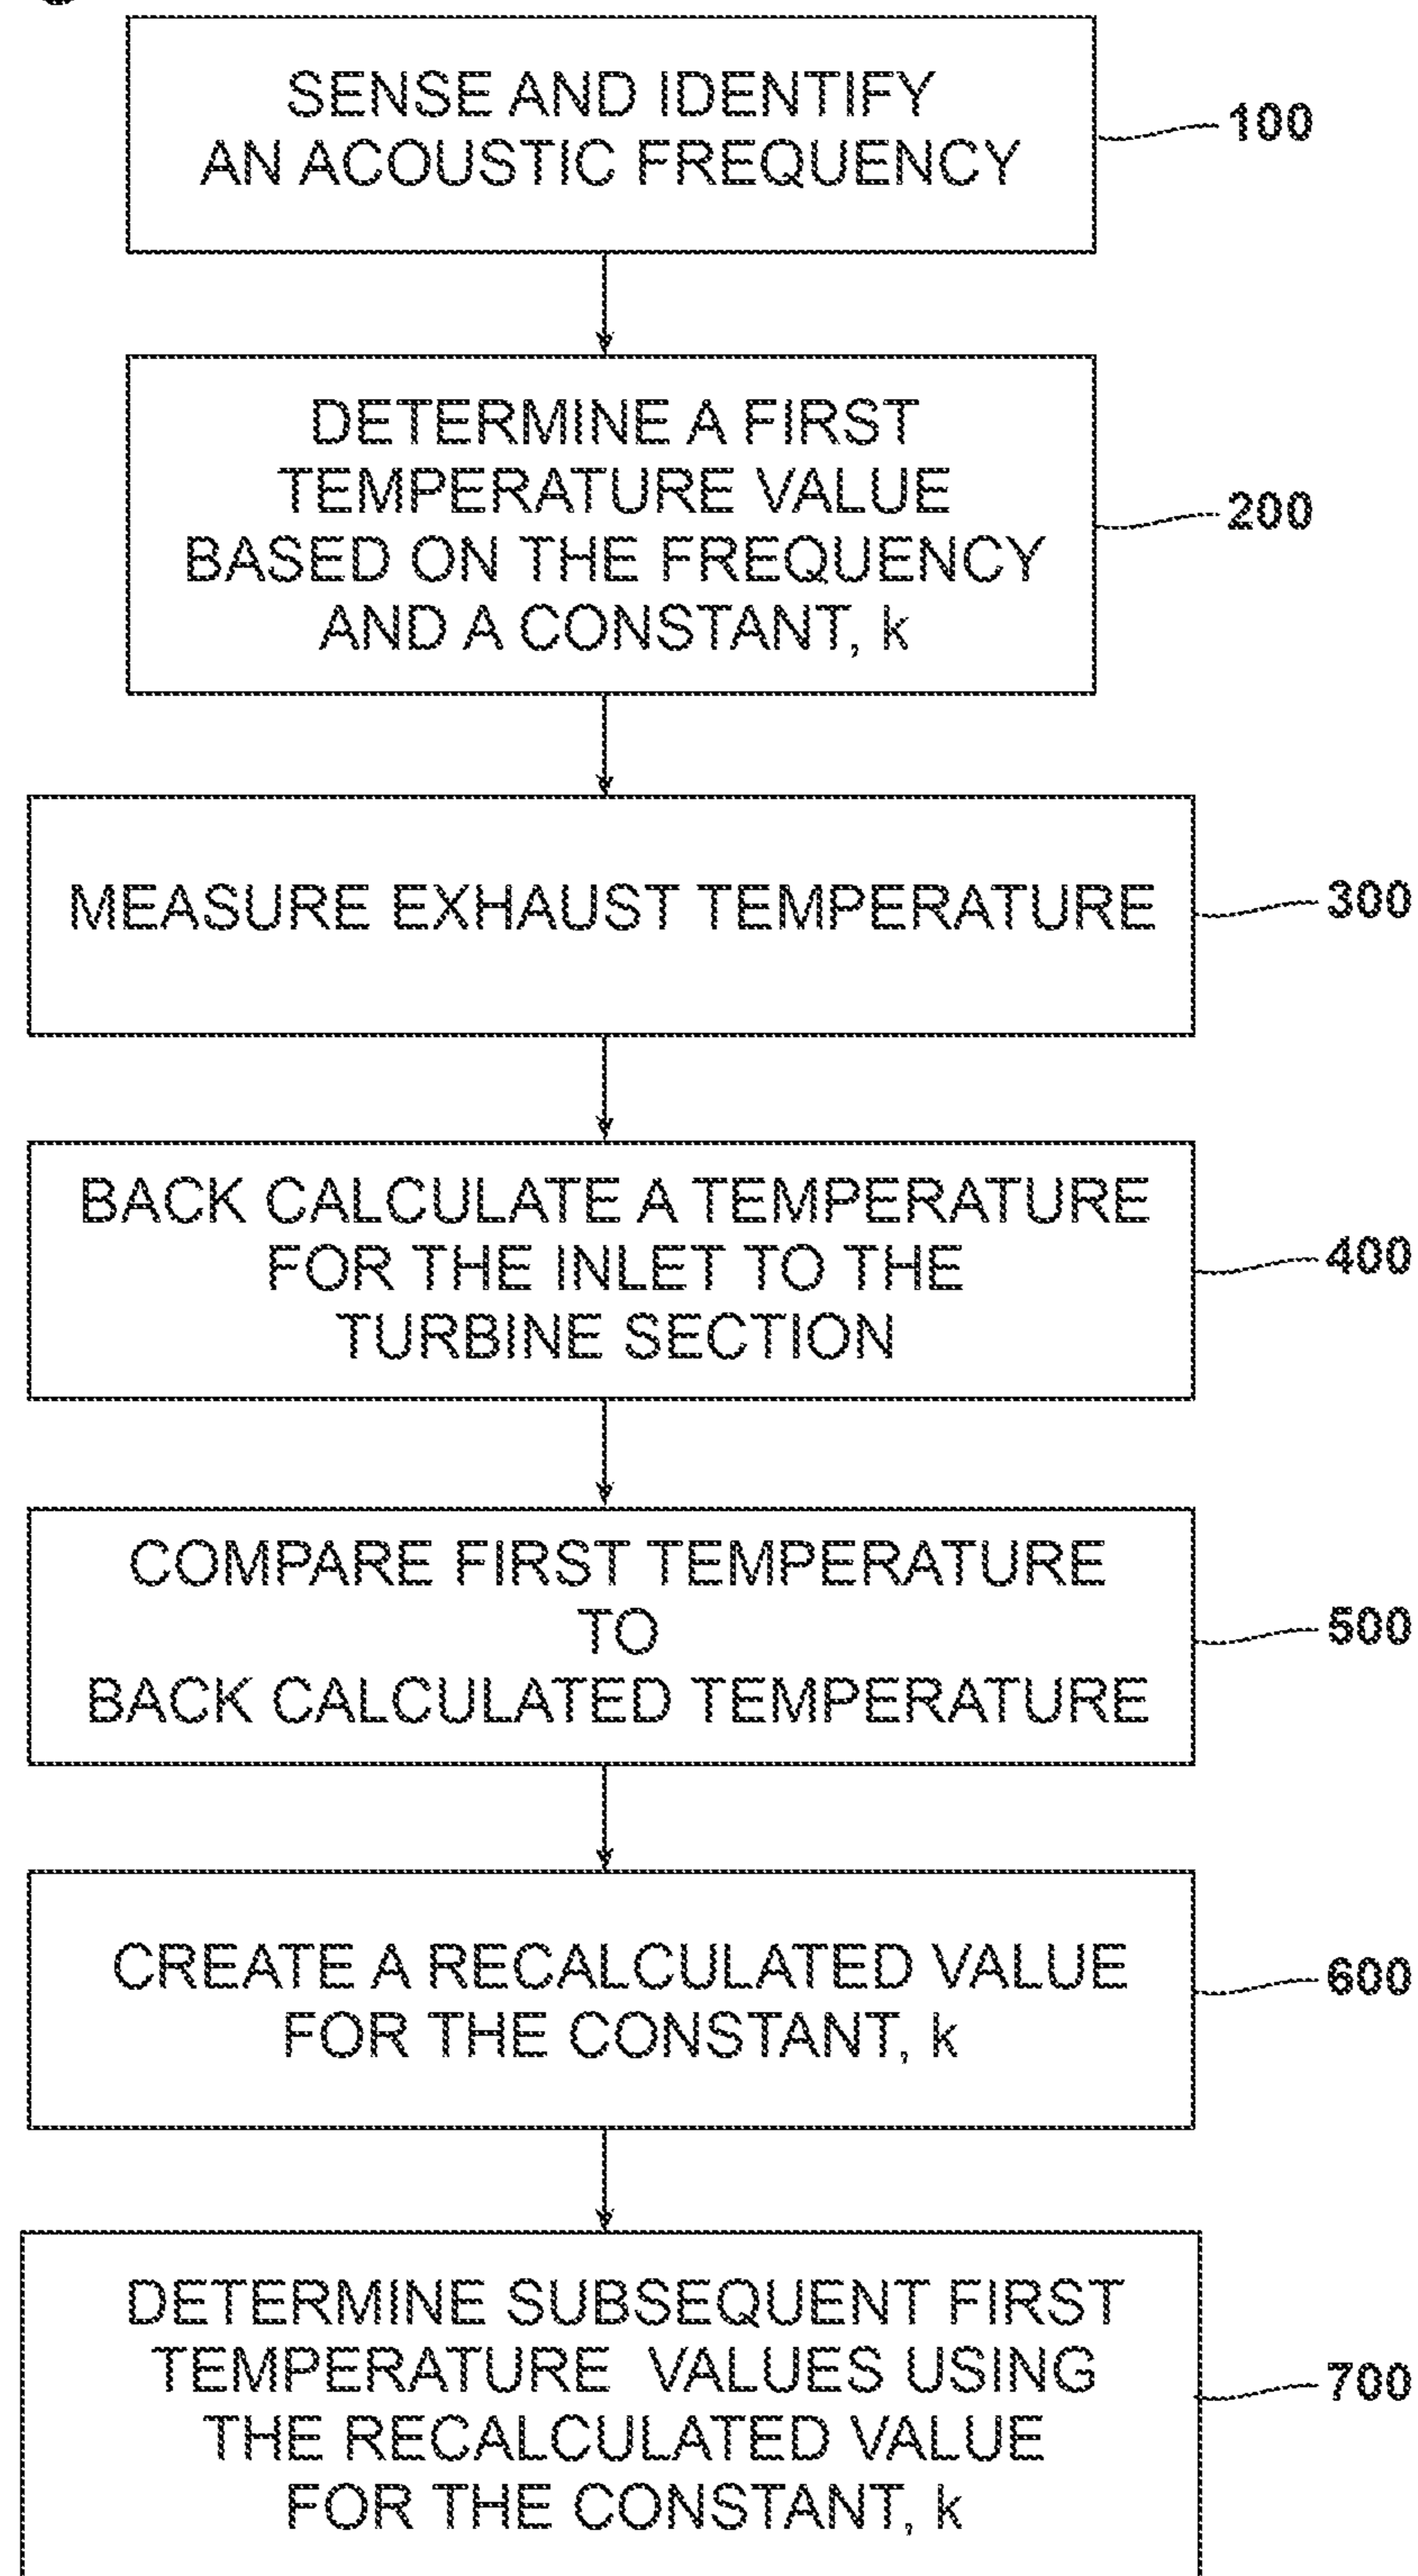 SENSE AND IDENTIFY
AN ACOUSTIC FREQUENCY
100
DETERMINE A FIRST
TEMPERATURE VALUE
BASED ON THE FREQUENCY
AND A CONSTANT, k
200
MEASURE EXHAUST TEMPERATURE
300
BACK CALCULATE A TEMPERATURE
FOR THE INLET TO THE
TURBINE SECTION
400
COMPARE FIRST TEMPERATURE
TO
BACK CALCULATED TEMPERATURE
500
CREATE A RECALCULATED VALUE
FOR THE CONSTANT, k
600
DETERMINE SUBSEQUENT FIRST
TEMPERATURE VALUES USING
THE RECALCULATED VALUE
FOR THE CONSTANT, k
700